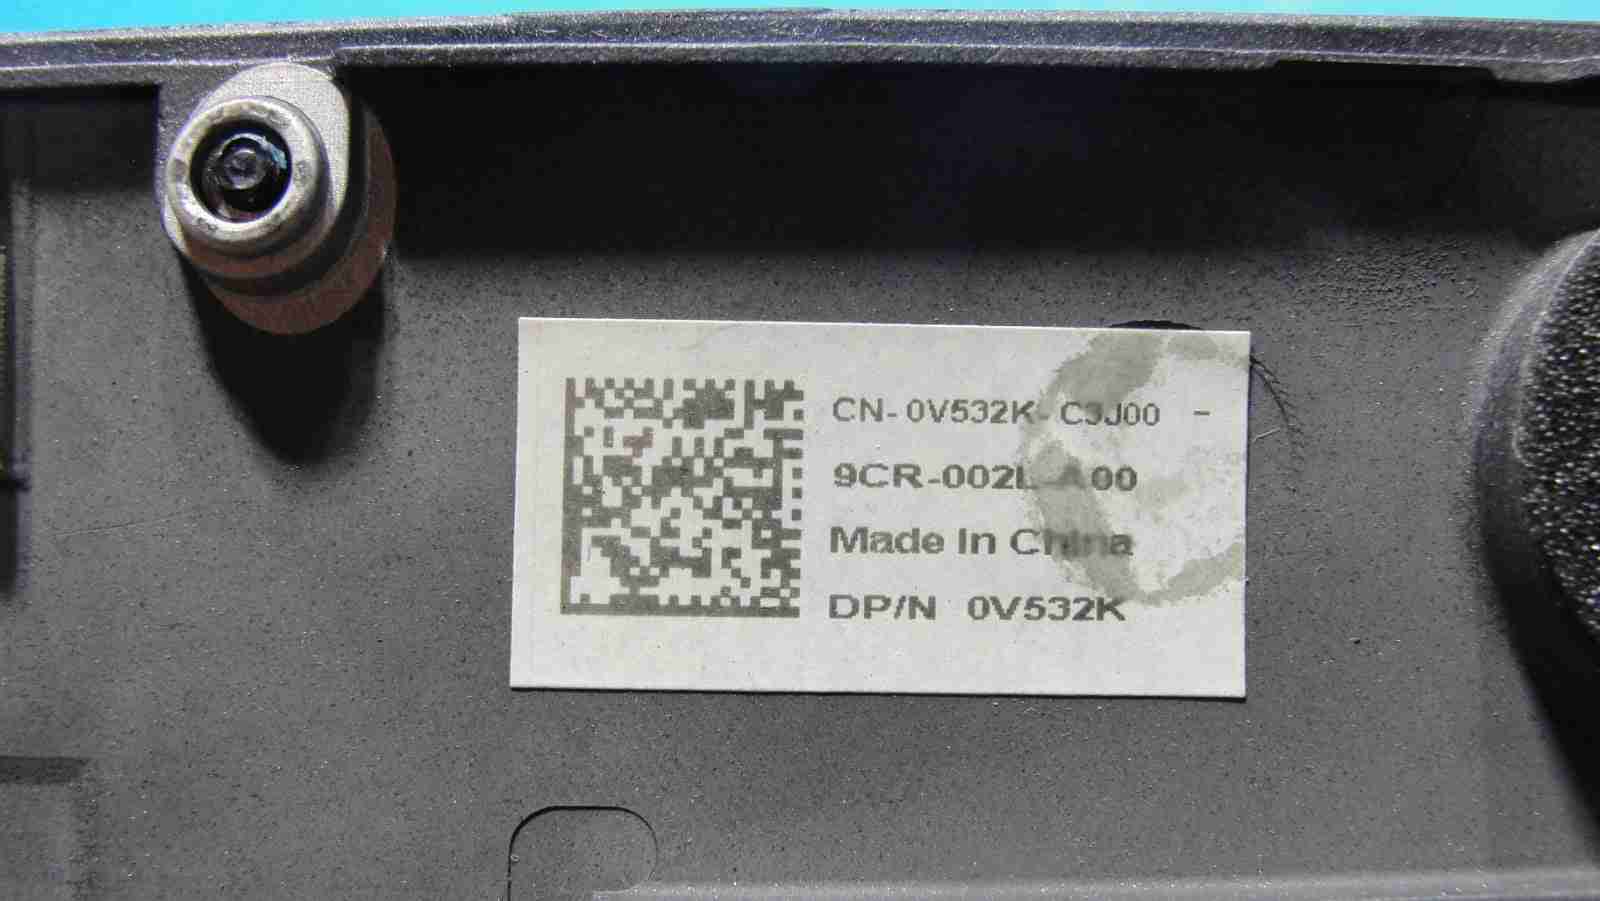 CN-0V532K-C3J00 -
9CR-002L-A00
Made In China
DP/N 0V532K